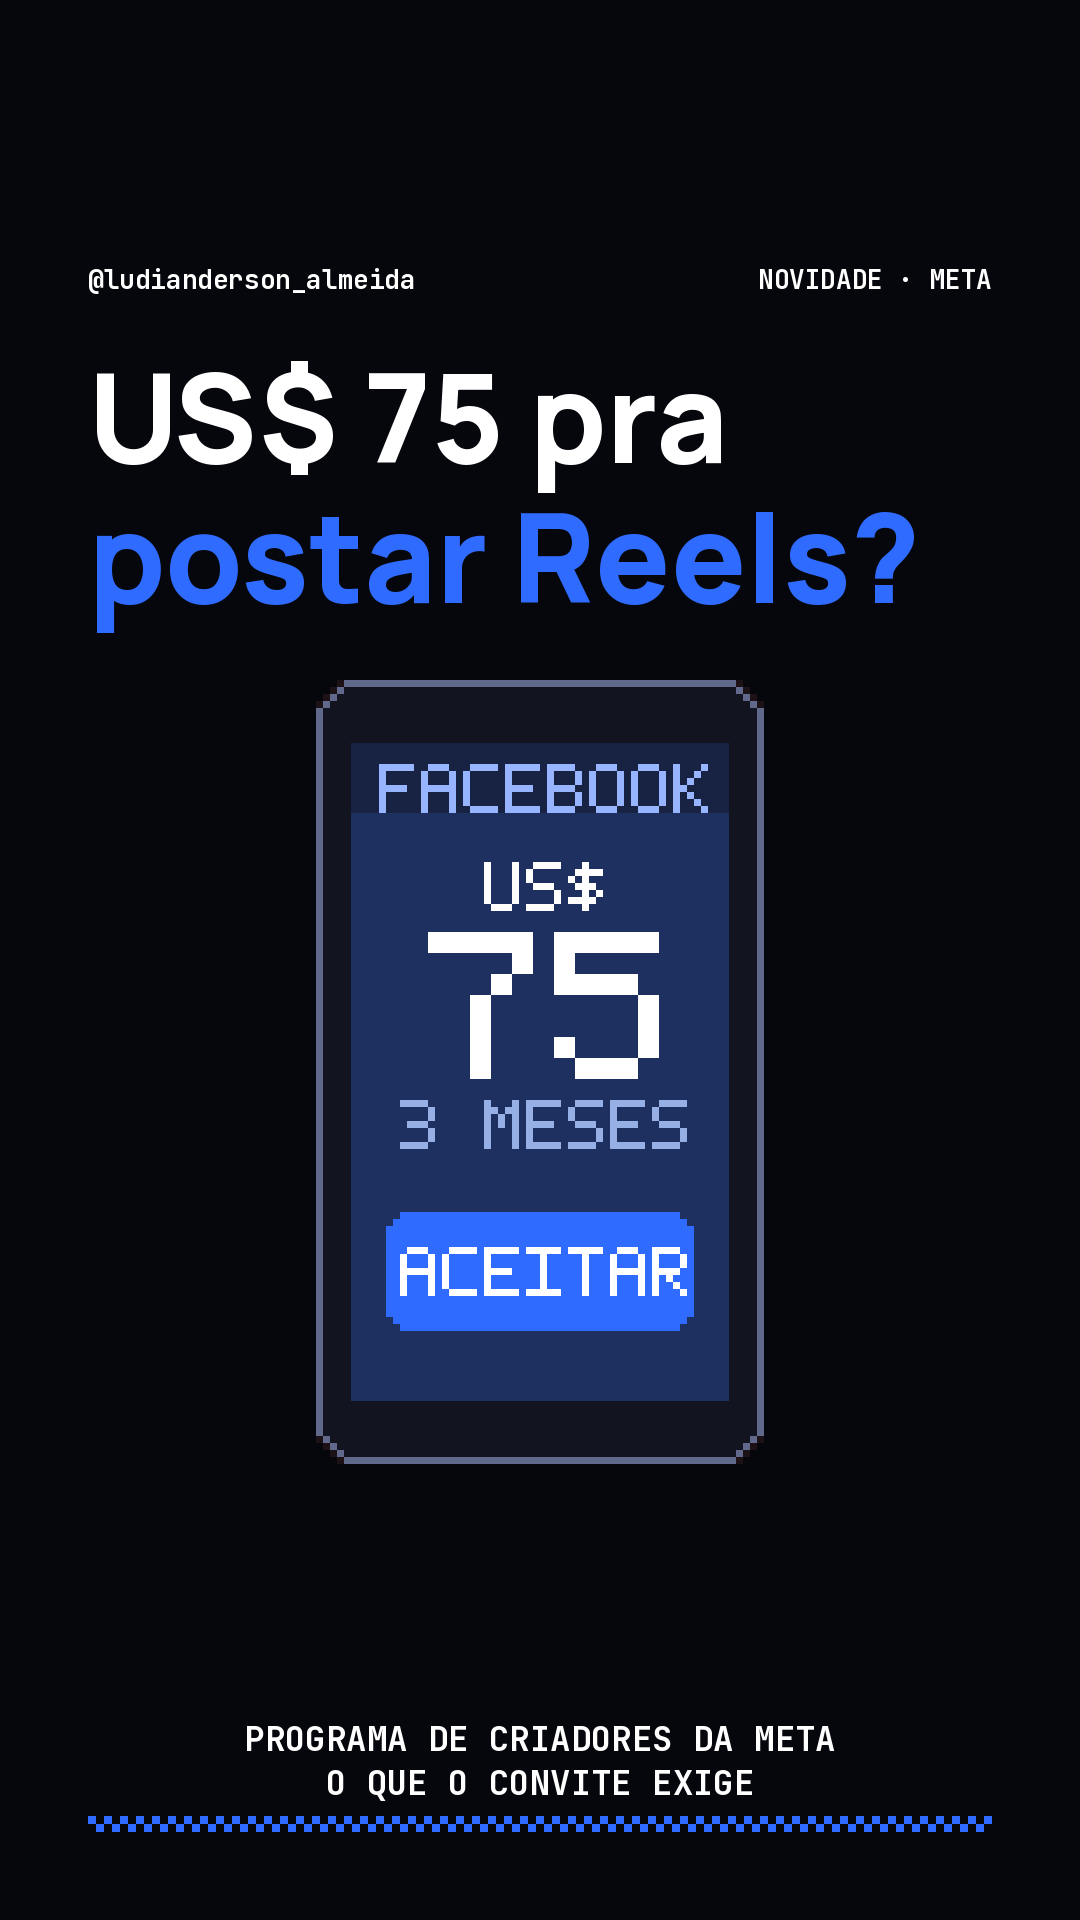 @ludianderson_almeida
NOVIDADE · META
US$ 75 pra
postar Reels?
FACEBOOK
US$
75
3 MESES
ACEITAR
PROGRAMA DE CRIADORES DA META
O QUE O CONVITE EXIGE